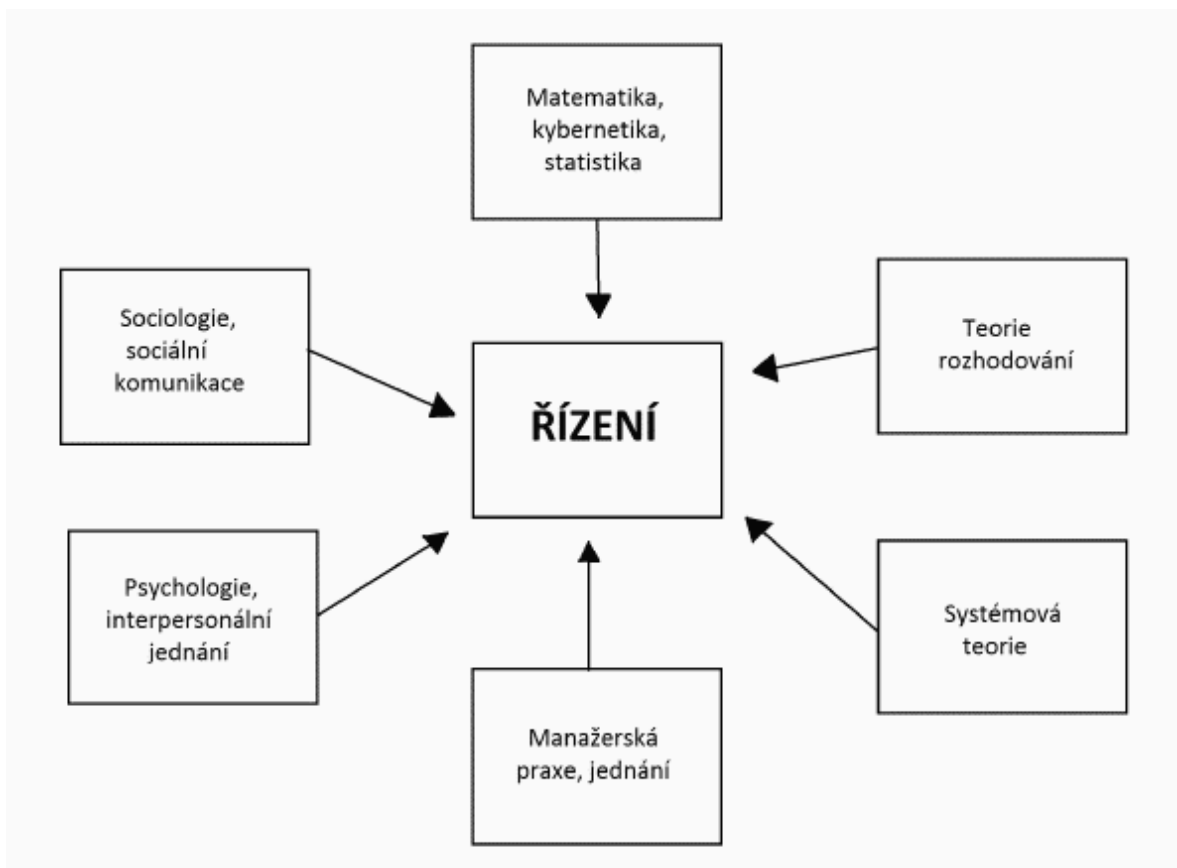 Matematika,
kybernetika,
statistika
Sociologie,
sociální
komunikace
Teorie
rozhodování
ŘÍZENÍ
Psychologie,
interpersonální
jednání
Systémová
teorie
Manažerská
praxe, jednání